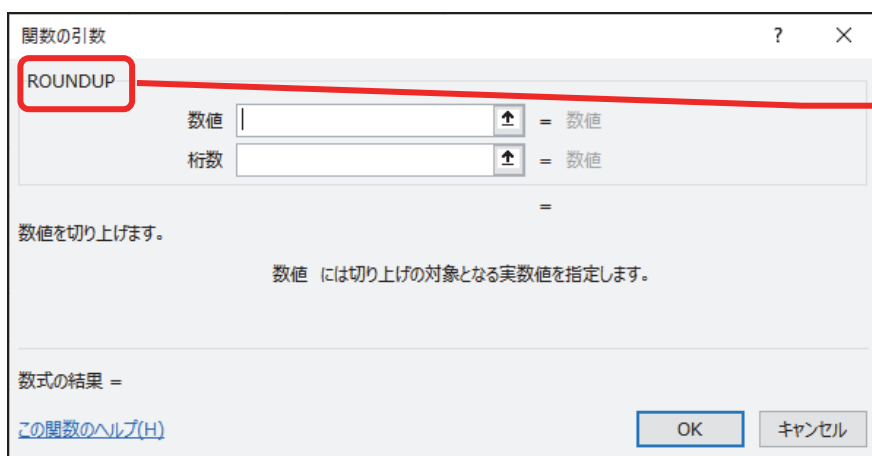 関数の引数 ? ×
ROUNDUP
数値 = 数値
桁数 = 数値
=
数値を切り上げます。
数値 には切り上げの対象となる実数値を指定します。
数式の結果 =
この関数のヘルプ(H) OK キャンセル